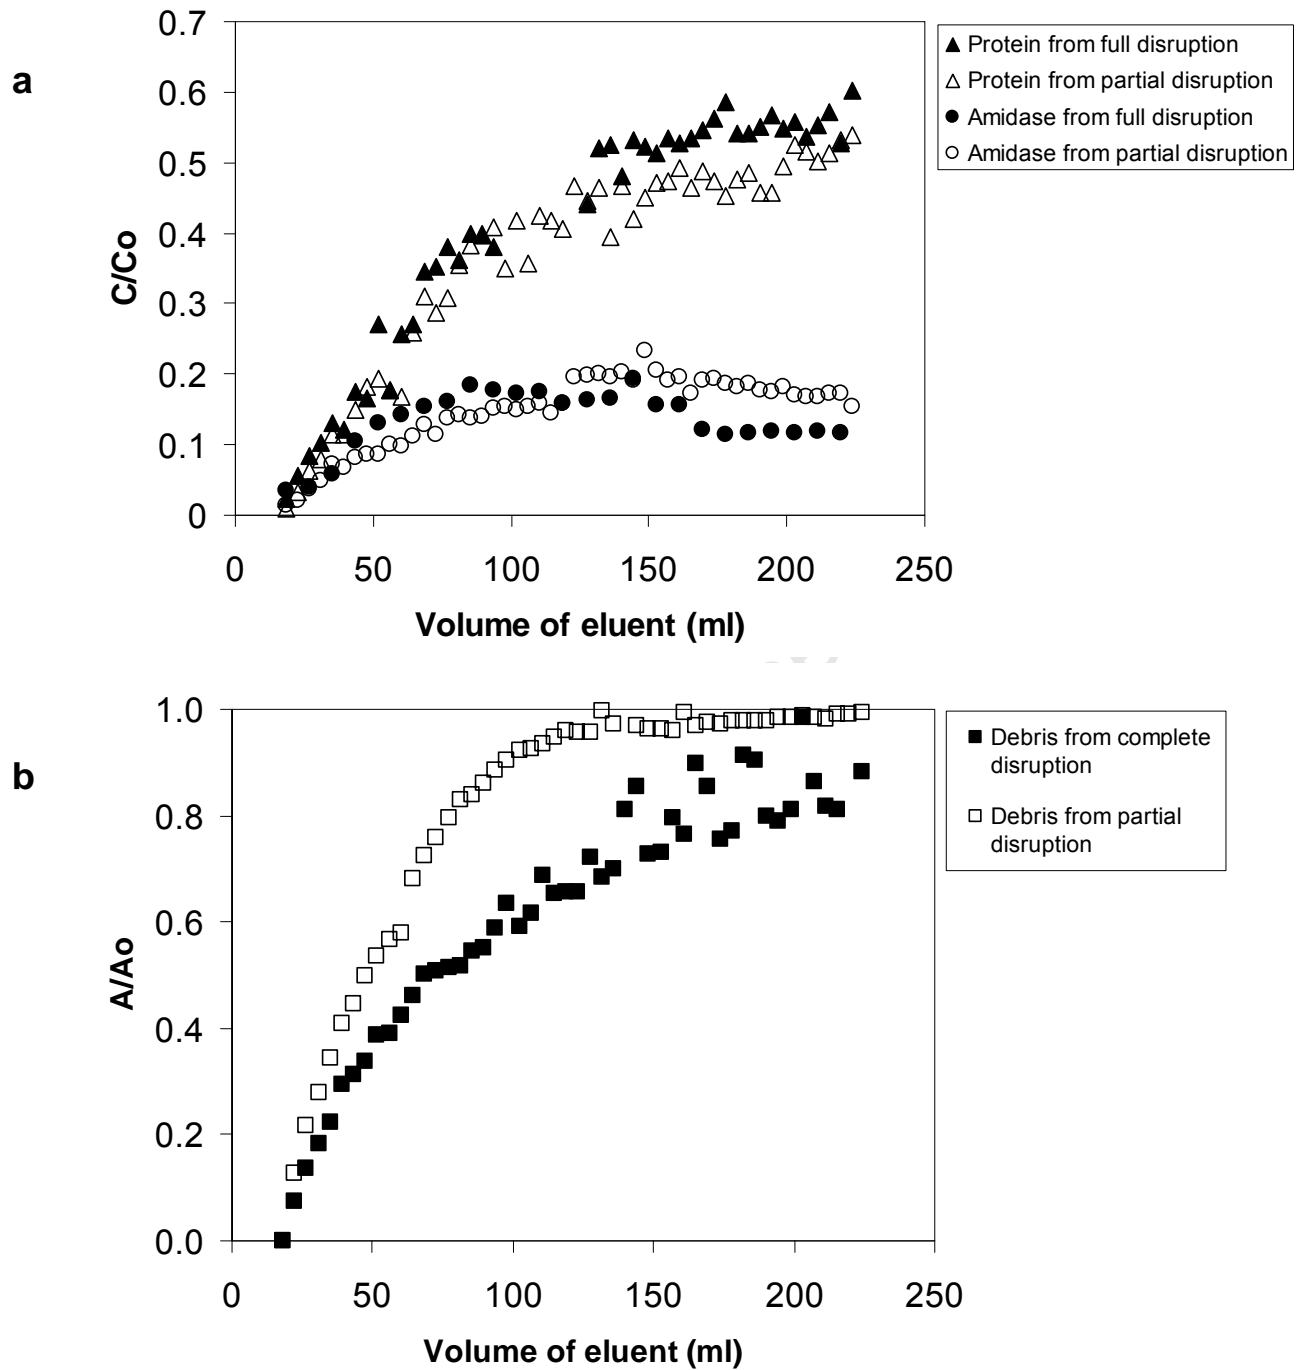 a
0.7
0.6
0.5
0.4
0.3
0.2
0.1
0
C/Co
0 50 100 150 200 250
Volume of eluent (ml)
Protein from full disruption
Protein from partial disruption
Amidase from full disruption
Amidase from partial disruption
b
1.0
0.8
0.6
0.4
0.2
0.0
A/Ao
0 50 100 150 200 250
Volume of eluent (ml)
Debris from complete
disruption
Debris from partial
disruption